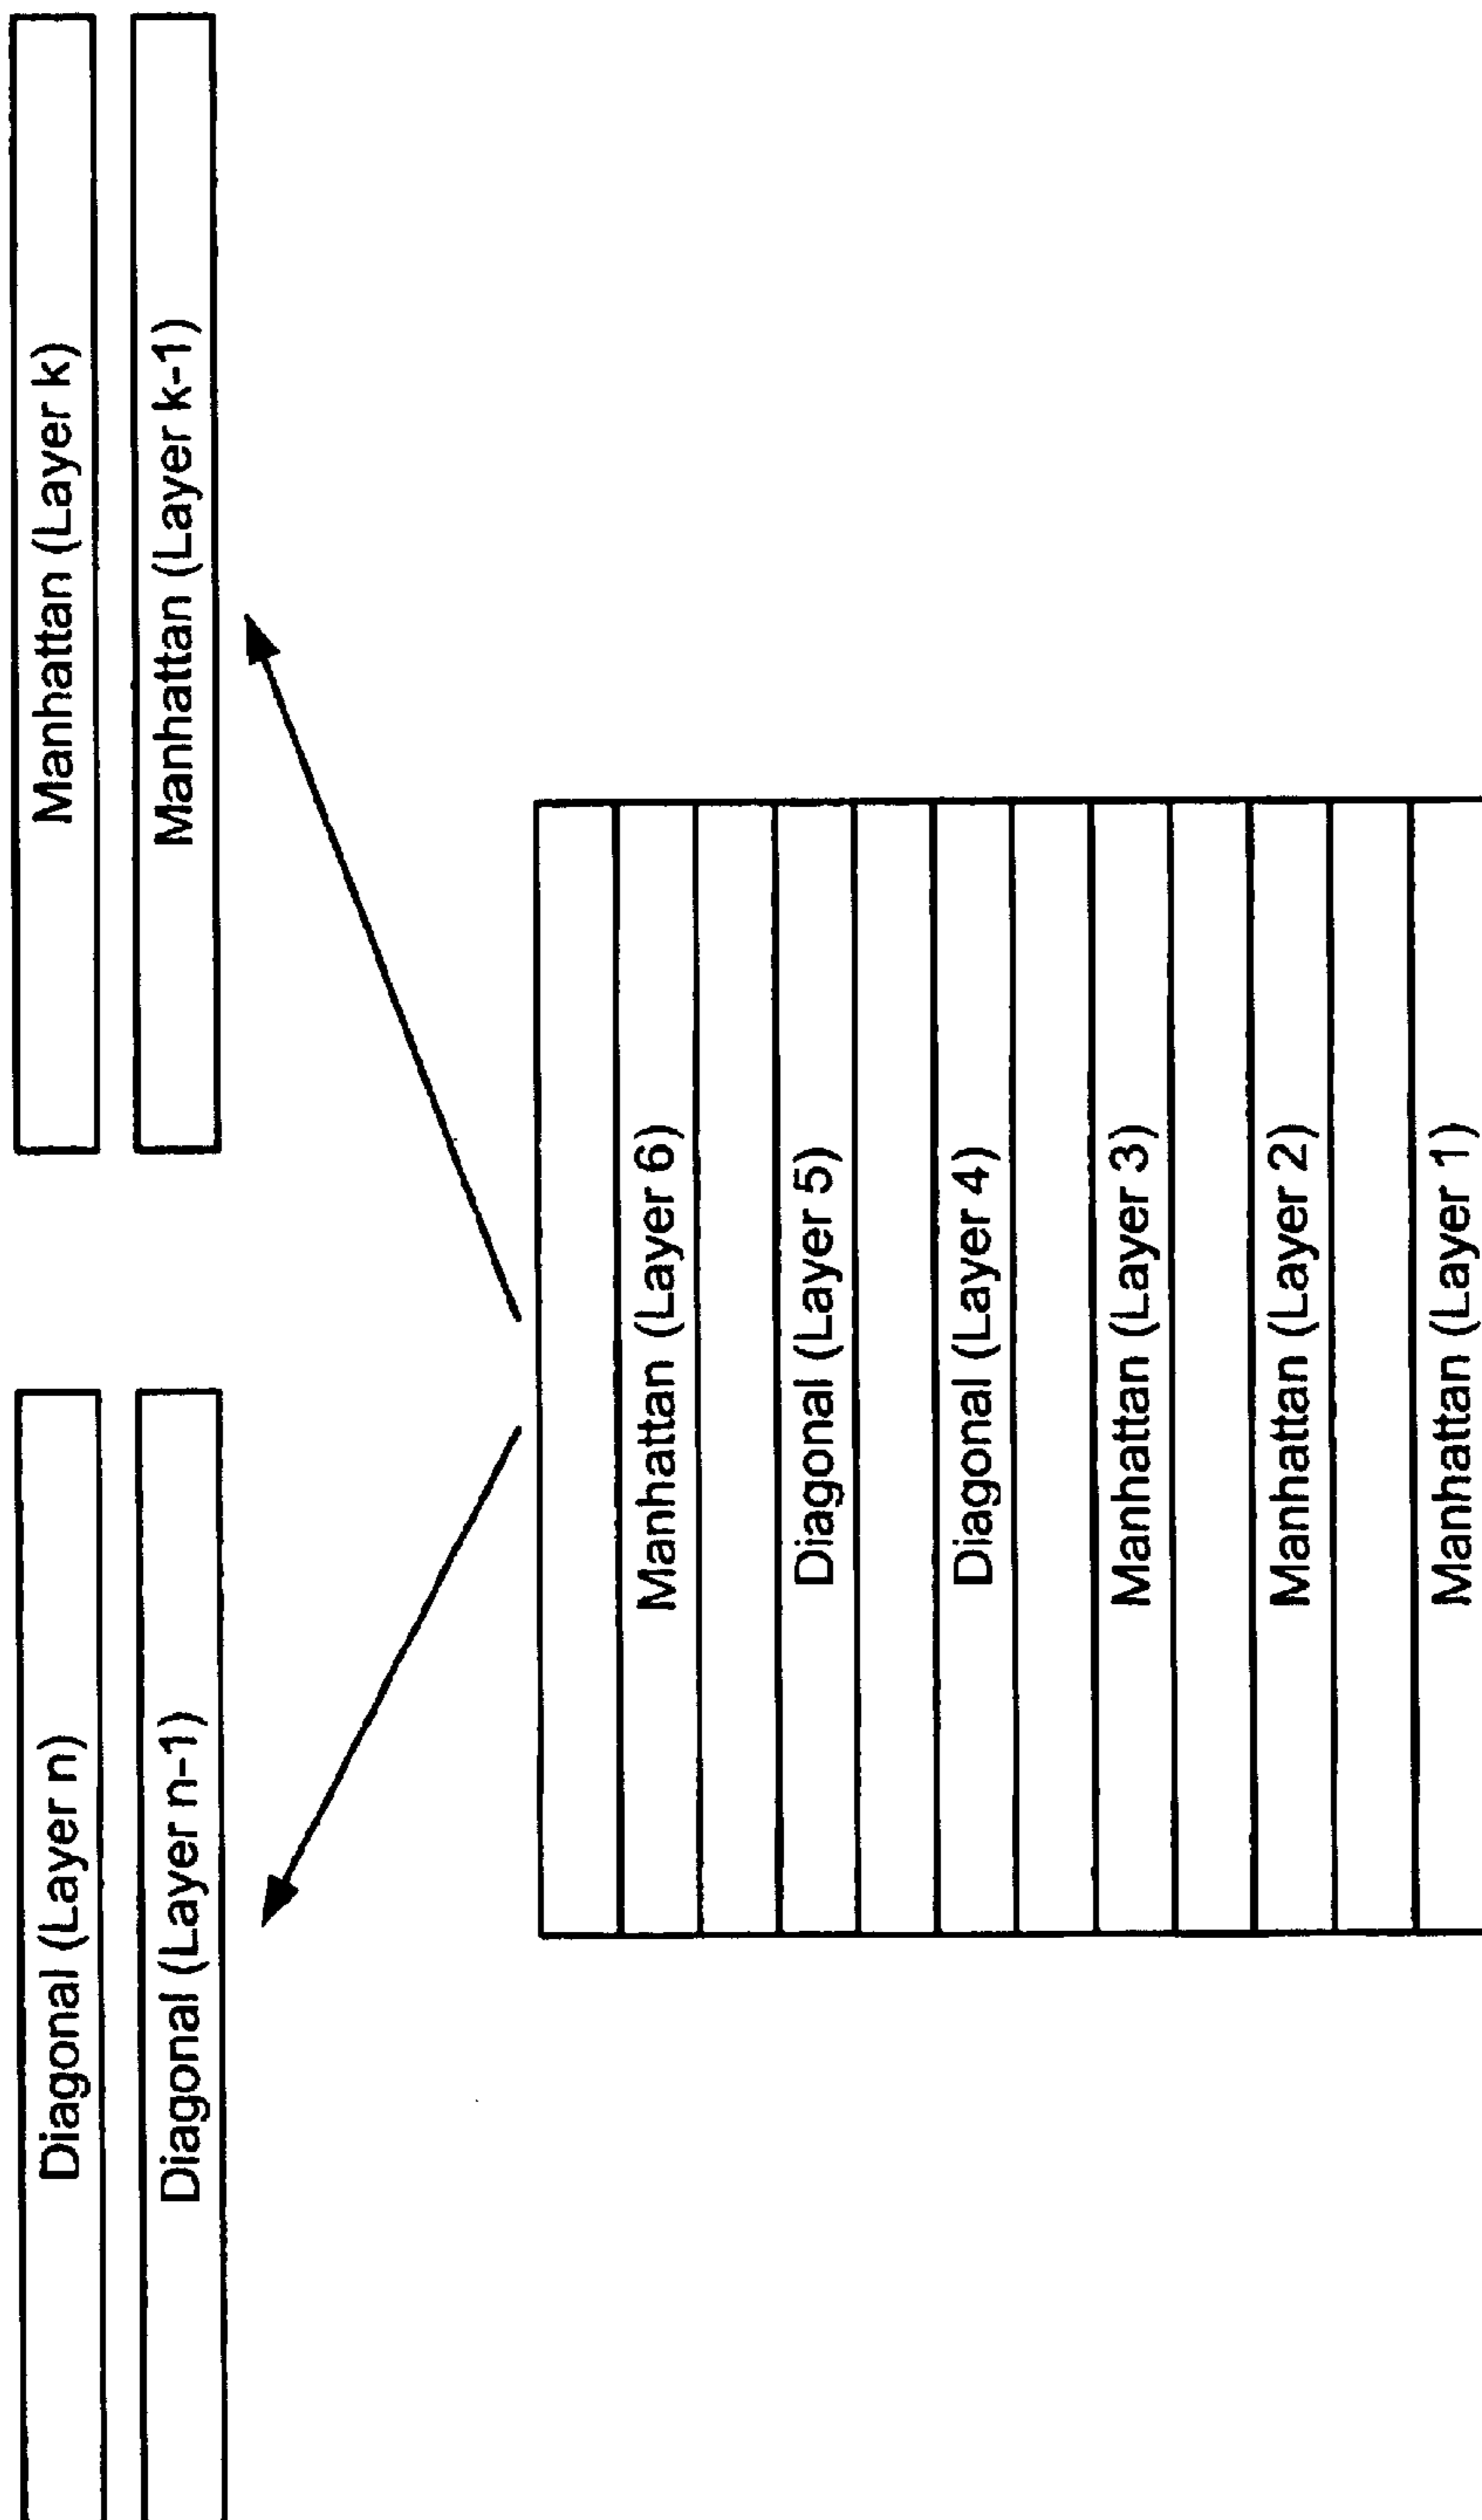 Diagonal (Layer n)
Diagonal (Layer n-1)
Manhattan (Layer k)
Manhattan (Layer k-1)
Manhattan (Layer 6)
Diagonal (Layer 5)
Diagonal (Layer 4)
Manhattan (Layer 3)
Manhattan (Layer 2)
Manhattan (Layer 1)